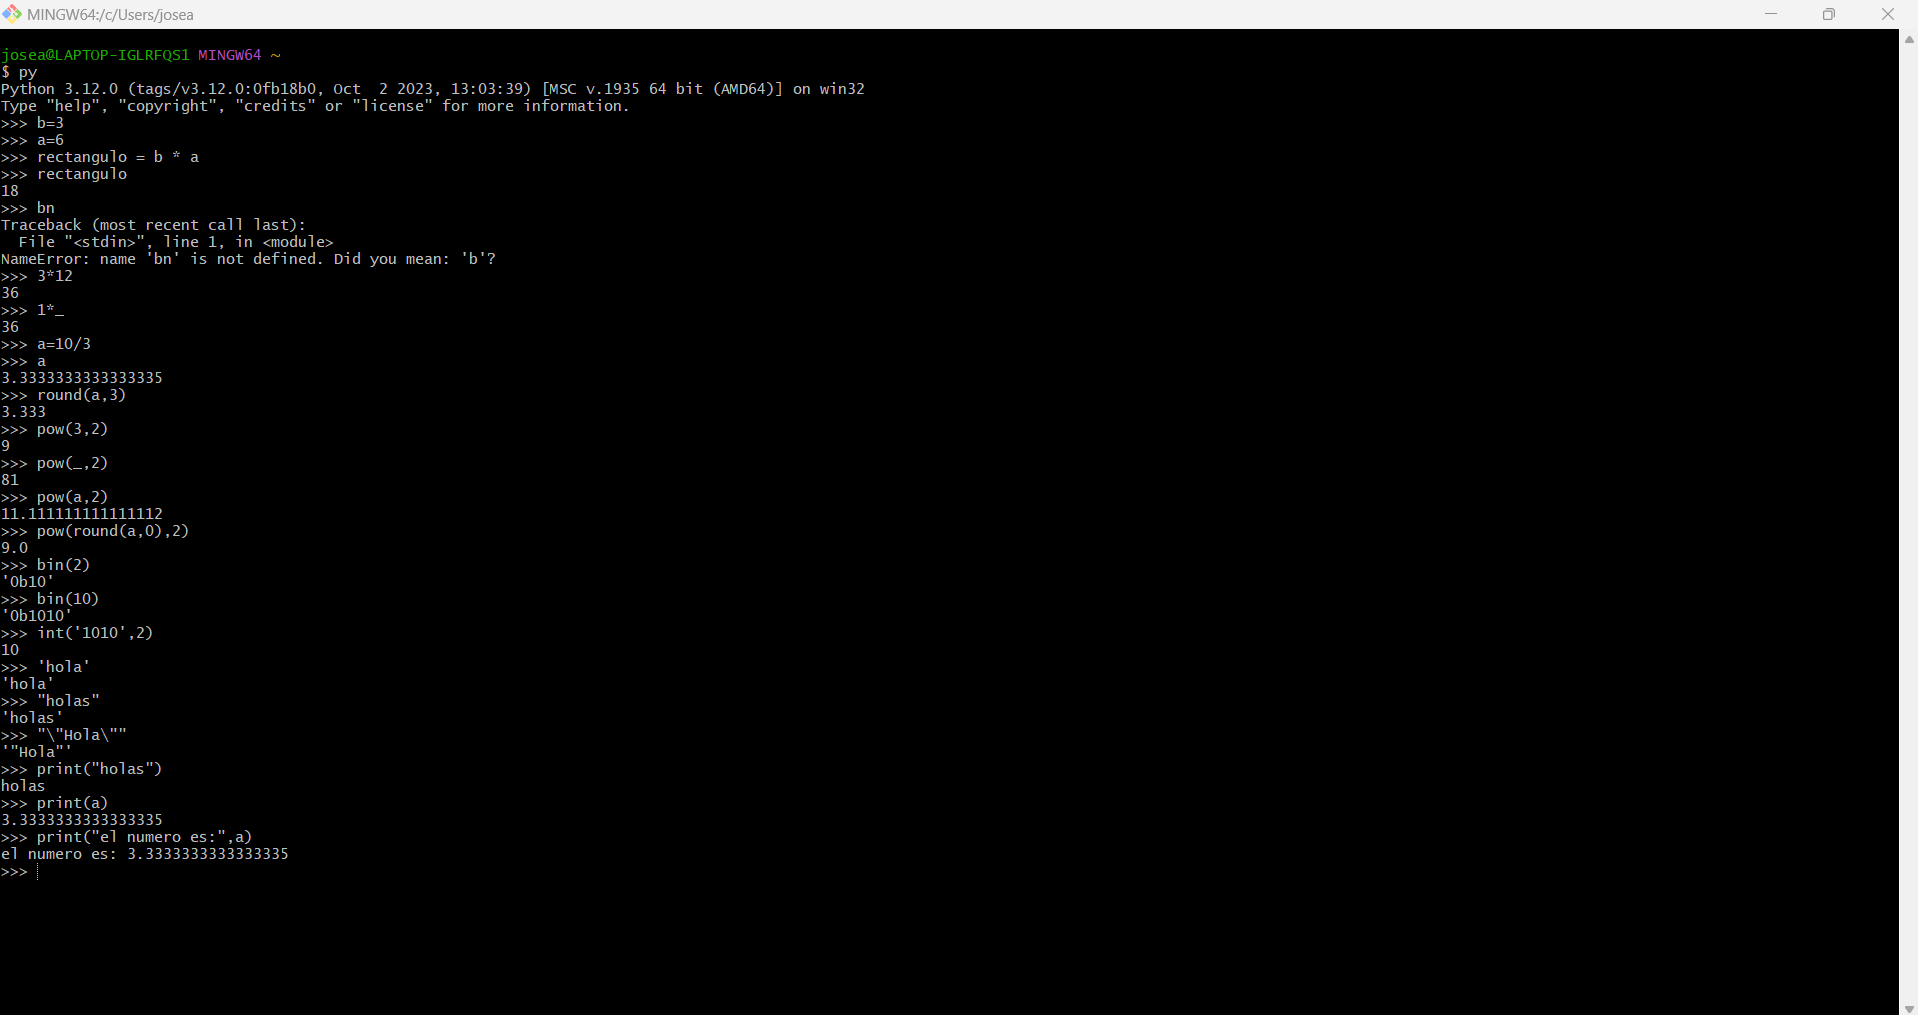 MINGW64:/c/Users/josea
josea@LAPTOP-IGLRFQS1 MINGW64 ~
$ py
Python 3.12.0 (tags/v3.12.0:0fb18b0, Oct  2 2023, 13:03:39) [MSC v.1935 64 bit (AMD64)] on win32
Type "help", "copyright", "credits" or "license" for more information.
>>> b=3
>>> a=6
>>> rectangulo = b * a
>>> rectangulo
18
>>> bn
Traceback (most recent call last):
  File "<stdin>", line 1, in <module>
NameError: name 'bn' is not defined. Did you mean: 'b'?
>>> 3*12
36
>>> 1*_
36
>>> a=10/3
>>> a
3.3333333333333335
>>> round(a,3)
3.333
>>> pow(3,2)
9
>>> pow(_,2)
81
>>> pow(a,2)
11.111111111111112
>>> pow(round(a,0),2)
9.0
>>> bin(2)
'0b10'
>>> bin(10)
'0b1010'
>>> int('1010',2)
10
>>> 'hola'
'hola'
>>> "holas"
'holas'
>>> "\"Hola\""
'"Hola"'
>>> print("holas")
holas
>>> print(a)
3.3333333333333335
>>> print("el numero es:",a)
el numero es: 3.3333333333333335
>>>